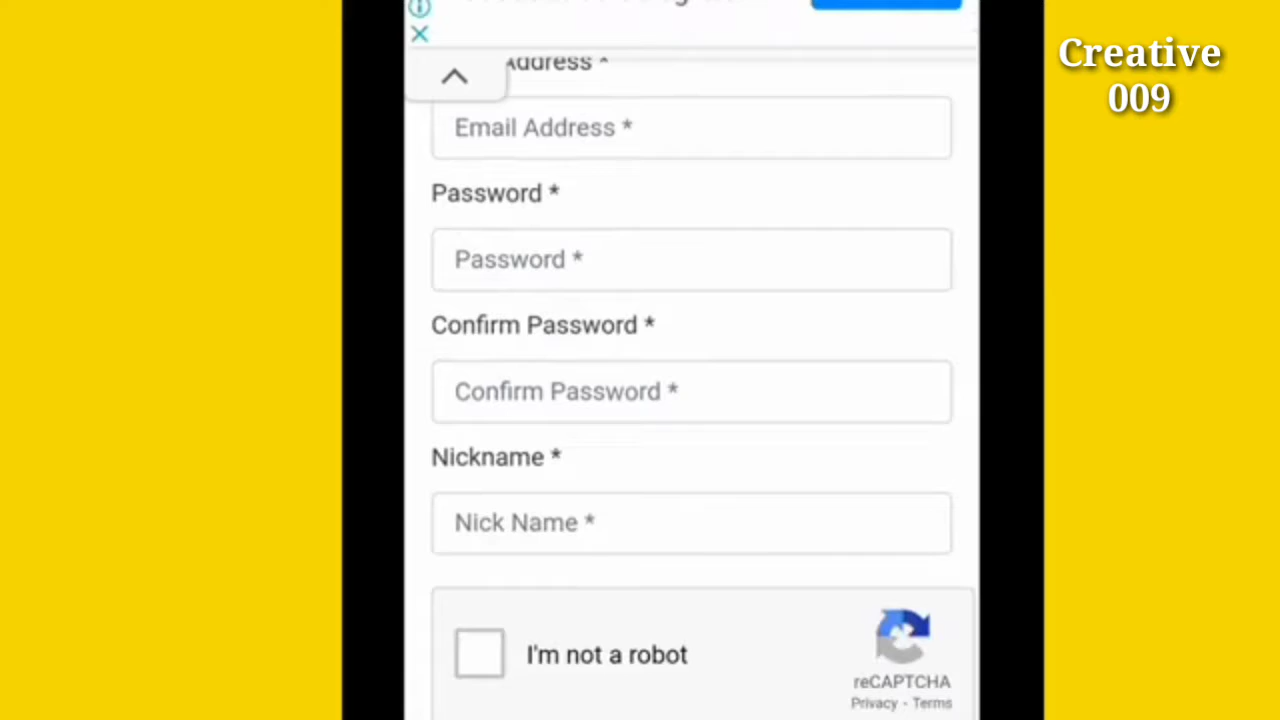 Creative
009
Address *
Email Address *
Password *
Password *
Confirm Password *
Confirm Password *
Nickname *
Nick Name *
I'm not a robot
reCAPTCHA
Privacy - Terms